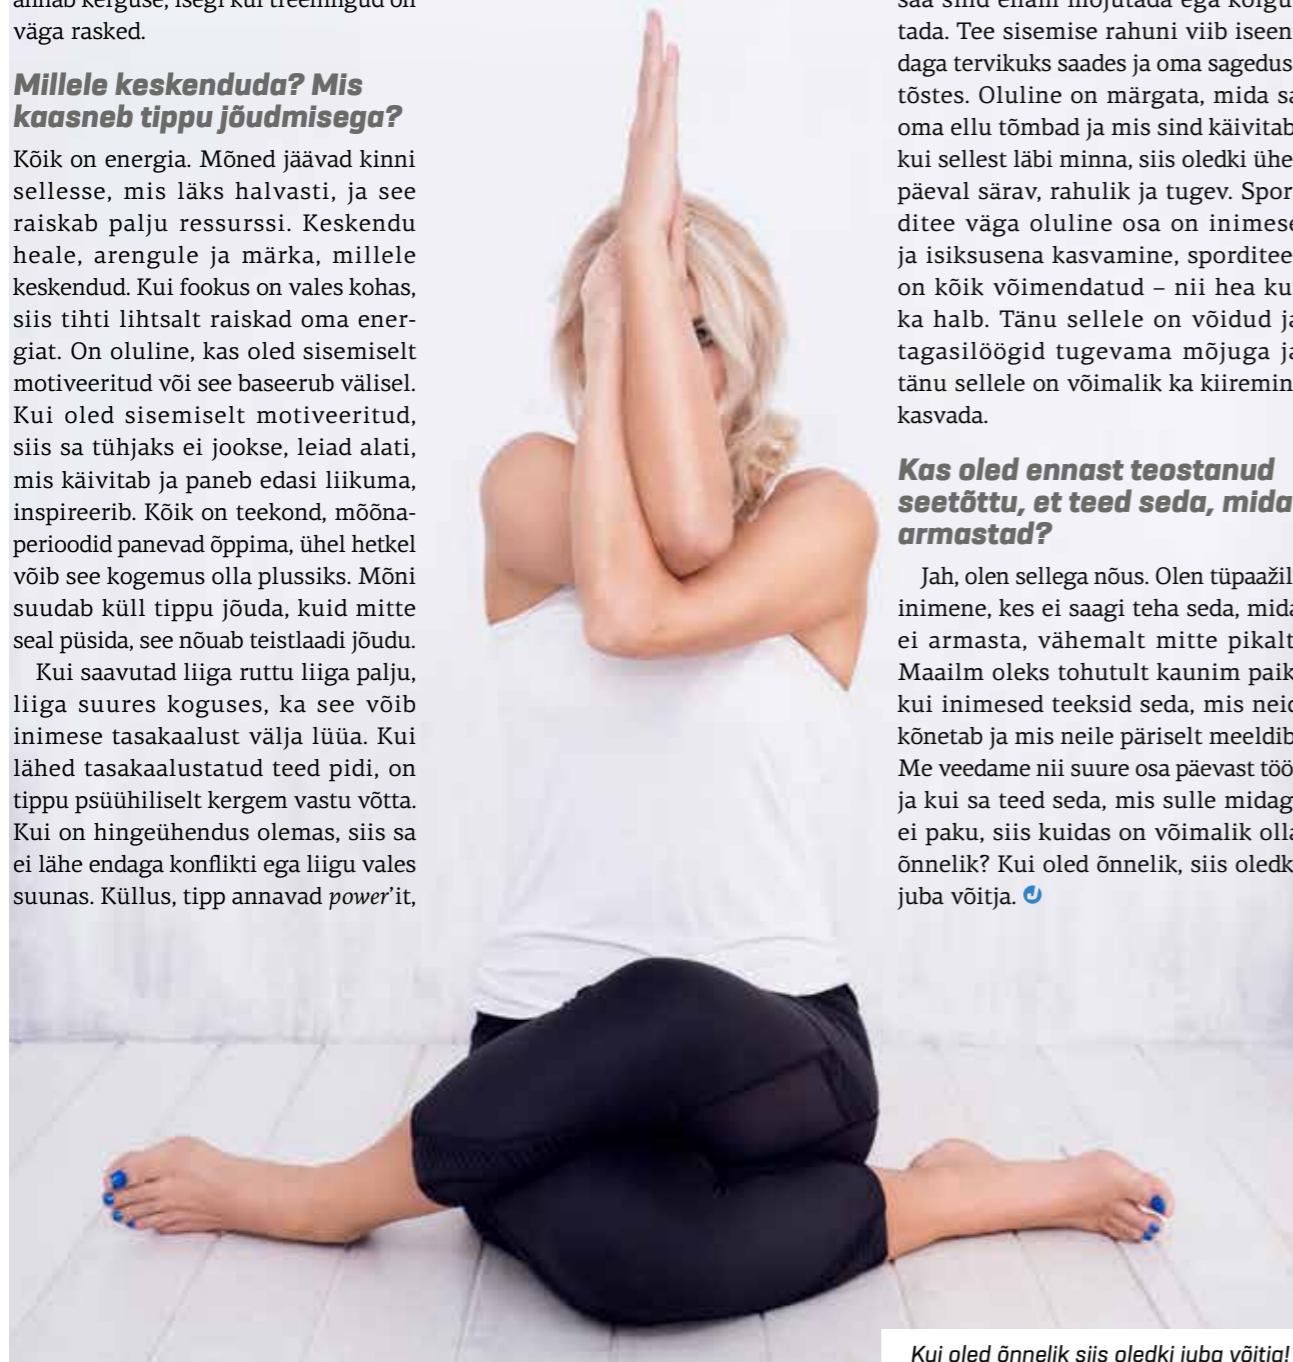 annab kerguse, isegi kui treeningud on
väga rasked.
Millele keskenduda? Mis
kaasneb tippu jõudmisega?
Kõik on energia. Mõned jäävad kinni
sellesse, mis läks halvasti, ja see
raiskab palju ressurssi. Keskendu
heale, arengule ja märka, millele
keskendud. Kui fookus on vales kohas,
siis tihti lihtsalt raiskad oma ener-
giat. On oluline, kas oled sisemiselt
motiveeritud või see baseerub välisel.
Kui oled sisemiselt motiveeritud,
siis sa tühjaks ei jookse, leiad alati,
mis käivitab ja paneb edasi liikuma,
inspireerib. Kõik on teekond, mõõna-
perioodid panevad õppima, ühel hetkel
võib see kogemus olla plussiks. Mõni
suudab küll tippu jõuda, kuid mitte
seal püsida, see nõuab teistlaadi jõudu.
Kui saavutad liiga ruttu liiga palju,
liiga suures koguses, ka see võib
inimese tasakaalust välja lüüa. Kui
lähed tasakaalustatud teed pidi, on
tippu psüühiliselt kergem vastu võtta.
Kui on hingeühendus olemas, siis sa
ei lähe endaga konflikti ega liigu vales
suunas. Küllus, tipp annavad power’it,
saa sind enam mõjutada ega kõigu-
tada. Tee sisemise rahuni viib iseen
daga tervikuks saades ja oma sagedus
tõstes. Oluline on märgata, mida sa
oma ellu tõmbad ja mis sind käivitab
kui sellest läbi minna, siis oledki ühe
päeval särav, rahulik ja tugev. Spor
ditee väga oluline osa on inimese
ja isiksusena kasvamine, sporditee
on kõik võimendatud – nii hea ku
ka halb. Tänu sellele on võidud ja
tagasilöögid tugevama mõjuga ja
tänu sellele on võimalik ka kiiremin
kasvada.
Kas oled ennast teostanud
seetõttu, et teed seda, mida
armastad?
Jah, olen sellega nõus. Olen tüpaažil
inimene, kes ei saagi teha seda, mida
ei armasta, vähemalt mitte pikalt
Maailm oleks tohutult kaunim paik
kui inimesed teeksid seda, mis neid
kõnetab ja mis neile päriselt meeldib
Me veedame nii suure osa päevast töö
ja kui sa teed seda, mis sulle midag
ei paku, siis kuidas on võimalik olla
õnnelik? Kui oled õnnelik, siis oledk
juba võitja.
Kui oled õnnelik siis oledki juba võitja!